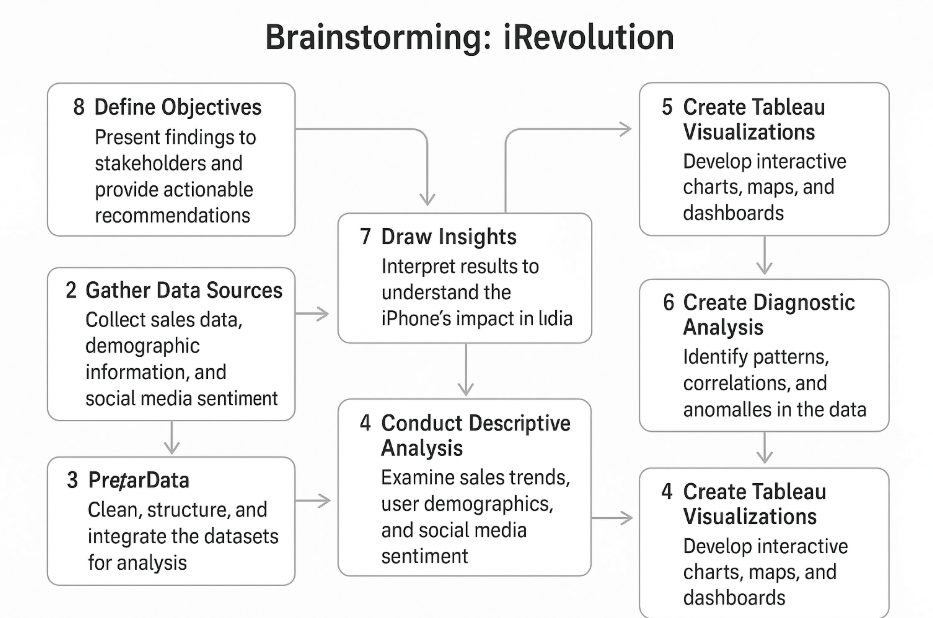 Brainstorming: iRevolution
8 Define Objectives
Present findings to
stakeholders and
provide actionable
recommendations
2 Gather Data Sources
Collect sales data,
demographic
information, and
social media sentiment
3
Clean, structure, and
integrate the datasets
for analysis
7 Draw Insights
Interpret results to
understand the
iPhone's impact in lıdia
4 Conduct Descriptive
Analysis
Examine sales trends,
user demographics,
and social media
sentiment
5 Create Tableau
Visualizations
Develop interactive
charts, maps, and
dashboards
6 Create Diagnostic
Analysis
Identify patterns,
correlations, and
anomalles in the data
4 Create Tableau
Visualizations
Develop interactive
charts, maps, and
dashboards